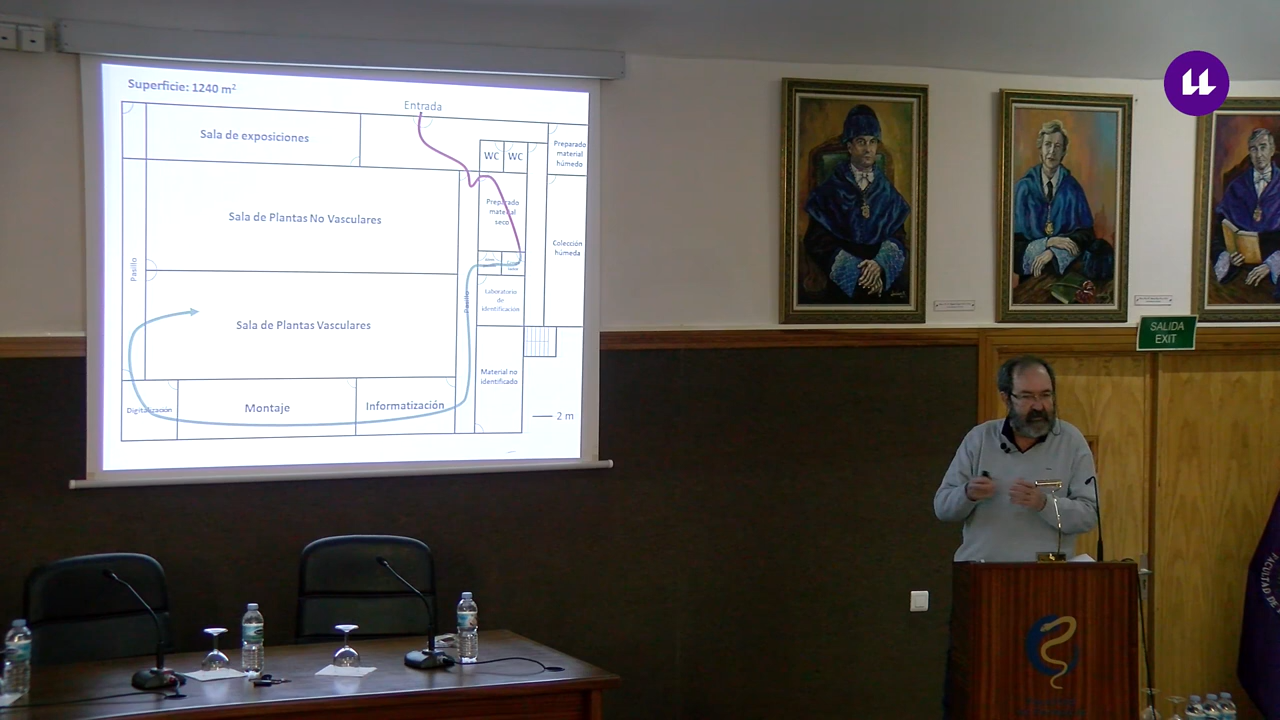 Superficie: 1240 m²
Entrada
Sala de exposiciones
WC
WC
Preparado
material
húmedo
Sala de Plantas No Vasculares
Preparado
material
seco
Colección
húmeda
Pasillo
Pasillo
Laboratorio
de
identificación
Sala de Plantas Vasculares
Material no
identificado
Digitalización
Montaje
Informatización
2 m
SALIDA
EXIT
FACULTAD DE